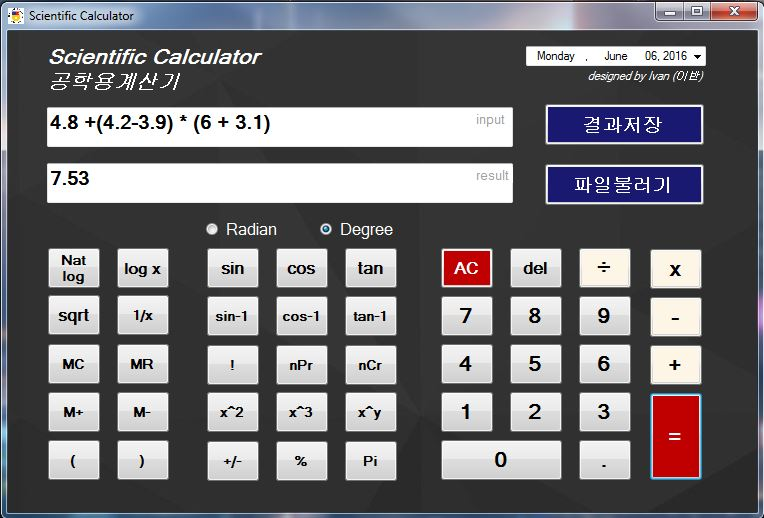 Scientific Calculator
Scientific Calculator
공학용계산기
Monday , June 06, 2016
designed by Ivan (이반)
4.8 +(4.2-3.9) * (6 + 3.1)
input
결과저장
7.53
result
파일불러기
Radian Degree
Nat log
log x
sin cos tan
AC del ÷ x
sqrt 1/x
sin-1 cos-1 tan-1
7 8 9 -
MC MR
! nPr nCr
4 5 6 +
M+ M-
x^2 x^3 x^y
1 2 3 =
( )
+/- % Pi
0 .